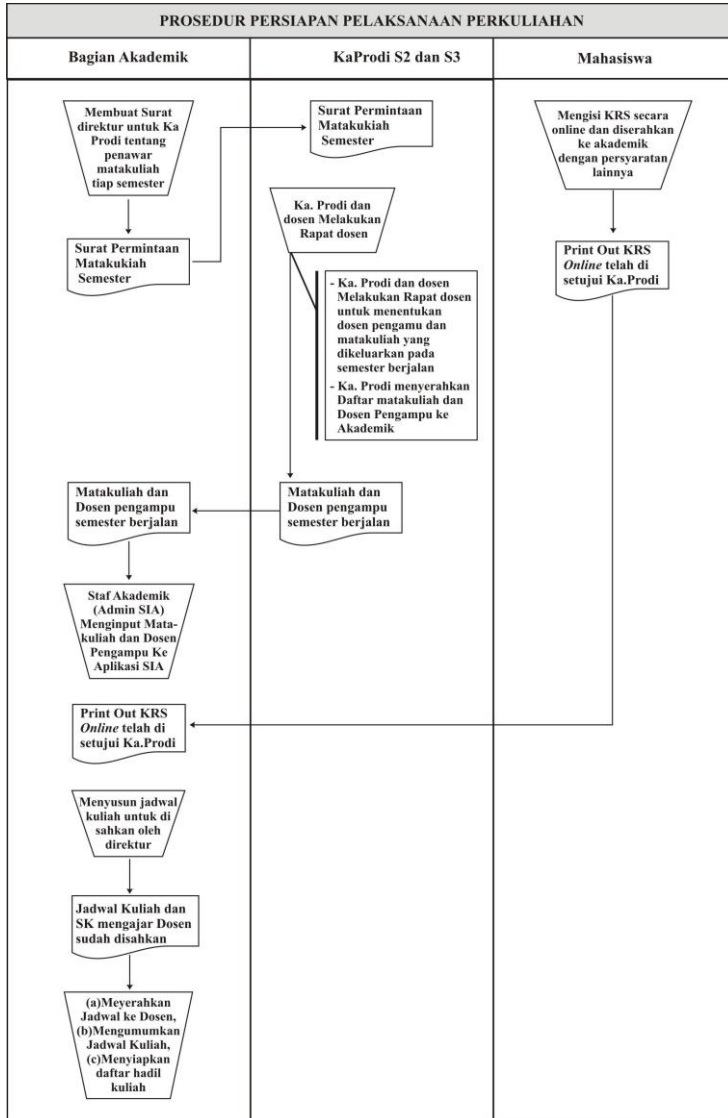 PROSEDUR PERSIAPAN PELAKSANAAN PERKULIAHAN
Bagian Akademik
KaProdi S2 dan S3
Mahasiswa
Membuat Surat
direktur untuk Ka
Prodi tentang
penawar
matakuliah
tiap semester
Surat Permintaan
Matakukiah
Semester
Surat Permintaan
Matakukiah
Semester
Mengisi KRS secara
online dan diserahkan
ke akademik
dengan persyaratan
lainnya
Ka. Prodi dan
dosen Melakukan
Rapat dosen
Print Out KRS
Online telah di
setujui Ka.Prodi
- Ka. Prodi dan dosen
Melakukan Rapat dosen
untuk menentukan
dosen pengamu dan
matakuliah yang
dikeluarkan pada
semester berjalan
- Ka. Prodi menyerahkan
Daftar matakuliah dan
Dosen Pengampu ke
Akademik
Matakuliah dan
Dosen pengampu
semester berjalan
Matakuliah dan
Dosen pengampu
semester berjalan
Staf Akademik
(Admin SIA)
Menginput Mata-
kuliah dan Dosen
Pengampu Ke
Aplikasi SIA
Print Out KRS
Online telah di
setujui Ka.Prodi
Menyusun jadwal
kuliah untuk di
sahkan oleh
direktur
Jadwal Kuliah dan
SK mengajar Dosen
sudah disahkan
(a)Meyerahkan
Jadwal ke Dosen,
(b)Mengumumkan
Jadwal Kuliah,
(c)Menyiapkan
daftar hadil
kuliah